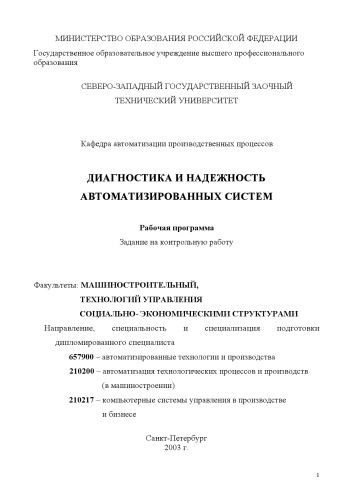 МИНИСТЕРСТВО ОБРАЗОВАНИЯ РОССИЙСКОЙ ФЕДЕРАЦИИ
Государственное образовательное учреждение высшего профессионального
образования
СЕВЕРО-ЗАПАДНЫЙ ГОСУДАРСТВЕННЫЙ ЗАОЧНЫЙ
ТЕХНИЧЕСКИЙ УНИВЕРСИТЕТ
Кафедра автоматизации производственных процессов
ДИАГНОСТИКА И НАДЕЖНОСТЬ
АВТОМАТИЗИРОВАННЫХ СИСТЕМ
Рабочая программа
Задание на контрольную работу
Факультеты: МАШИНОСТРОИТЕЛЬНЫЙ,
ТЕХНОЛОГИЙ УПРАВЛЕНИЯ
СОЦИАЛЬНО- ЭКОНОМИЧЕСКИМИ СТРУКТУРАМИ
Направление, специальность и специализация подготовки
дипломированного специалиста
657900 – автоматизированные технологии и производства
210200 – автоматизация технологических процессов и производств
(в машиностроении)
210217 – компьютерные системы управления в производстве
и бизнесе
Санкт-Петербург
2003 г.
1